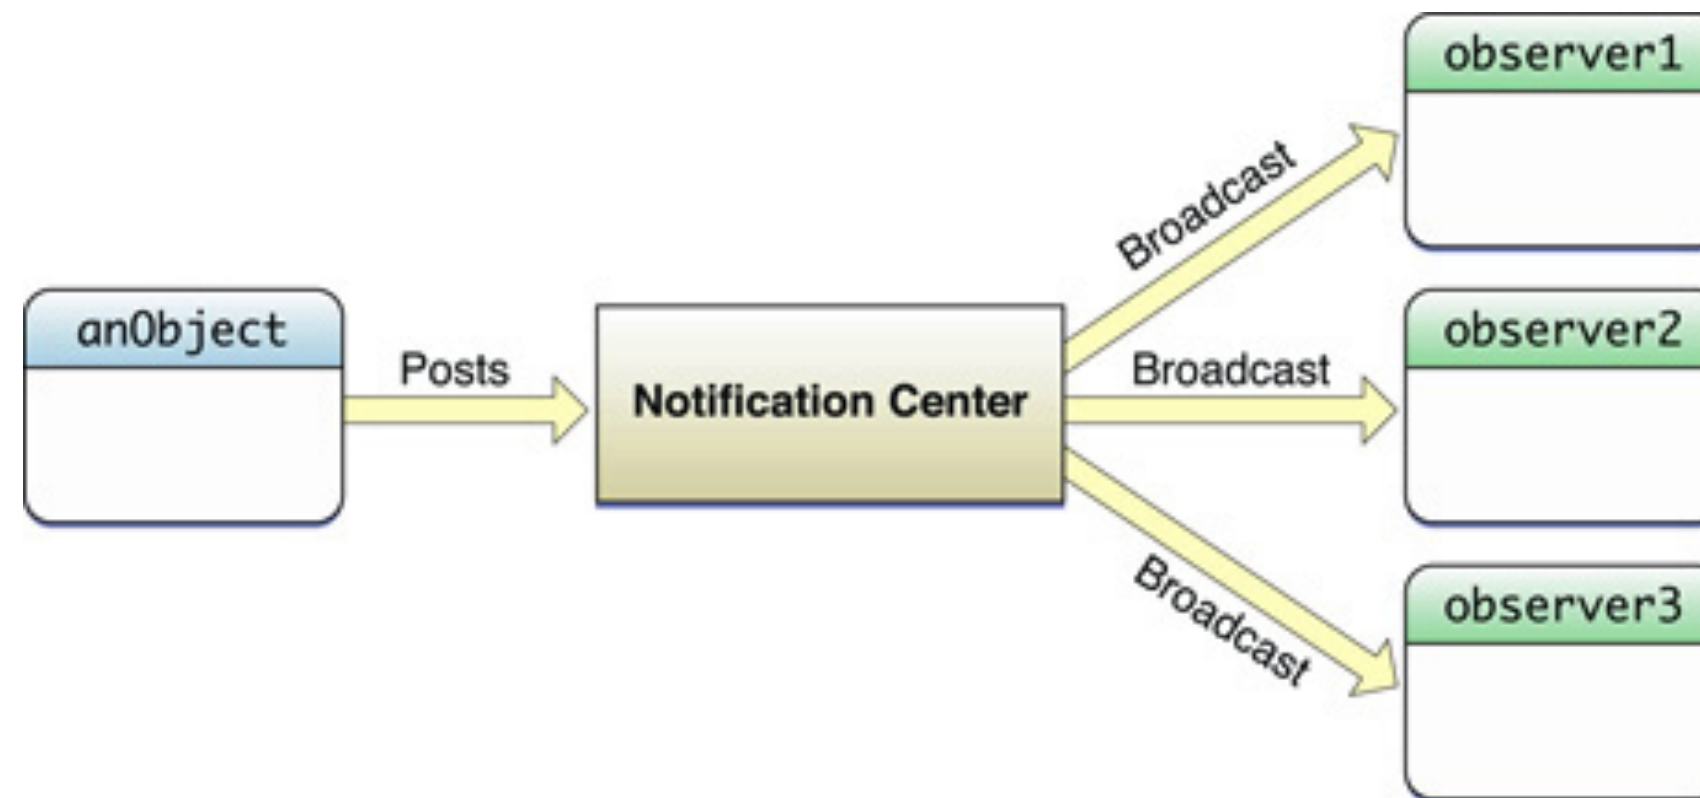 anObject
Posts
Notification Center
Broadcast
observer1
Broadcast
observer2
Broadcast
observer3